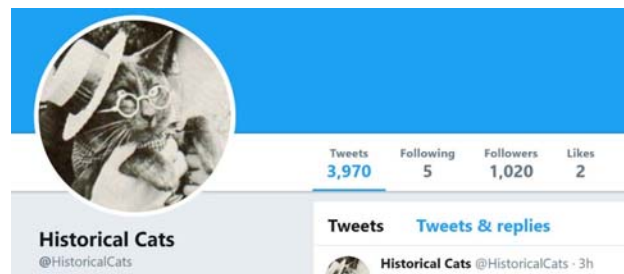 Tweets Following Followers Likes
3,970 5 1,020 2
Tweets Tweets & replies
Historical Cats
@HistoricalCats
Historical Cats @HistoricalCats · 3h